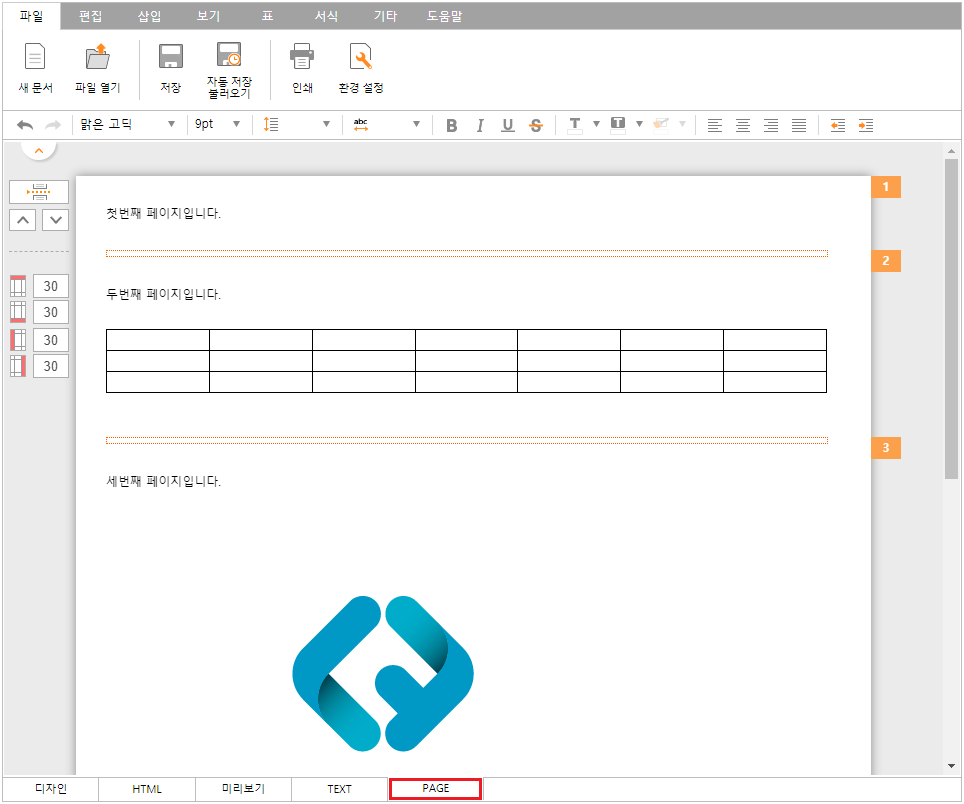 파일 편집 삽입 보기 표 서식 기타 도움말
새 문서 파일 열기 저장 자동 저장 불러오기 인쇄 환경 설정
맑은 고딕 9pt abc B I U S T T
1
첫번째 페이지입니다.
2
30
두번째 페이지입니다.
30
30
30
3
세번째 페이지입니다.
디자인 HTML 미리보기 TEXT PAGE